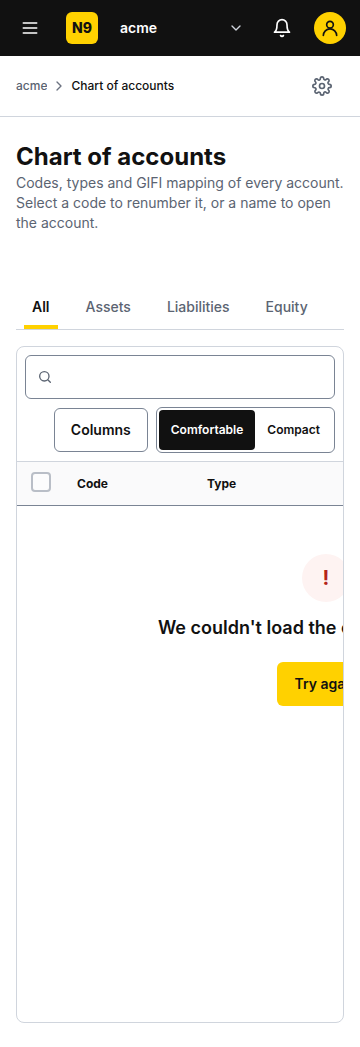 N9 acme
acme > Chart of accounts
Chart of accounts
Codes, types and GIFI mapping of every account.
Select a code to renumber it, or a name to open
the account.
All Assets Liabilities Equity
Columns Comfortable Compact
Code Type
!
We couldn't load the
Try aga